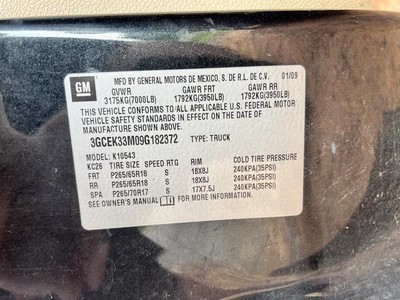 GM
MFD BY GENERAL MOTORS DE MEXICO, S. DE R.L. DE C.V. 01/09
GVWR GAWR FRT GAWR RR
3175KG(7000LB) 1792KG(3950LB) 1792KG(3950LB)
THIS VEHICLE CONFORMS TO ALL APPLICABLE U.S. FEDERAL MOTOR
VEHICLE SAFETY STANDARDS IN EFFECT ON THE DATE OF
MANUFACTURE SHOWN ABOVE.
3GCEK33M09G182372 TYPE: TRUCK
MODEL: K10543
KC26 TIRE SIZE SPEED RTG RIM COLD TIRE PRESSURE
FRT P265/65R18 S 18X8J 240KPA(35PSI)
RR P265/65R18 S 18X8J 240KPA(35PSI)
SPA P265/70R17 S 17X7.5J 240KPA(35PSI)
SEE OWNER'S MANUAL FOR MORE INFORMATION.